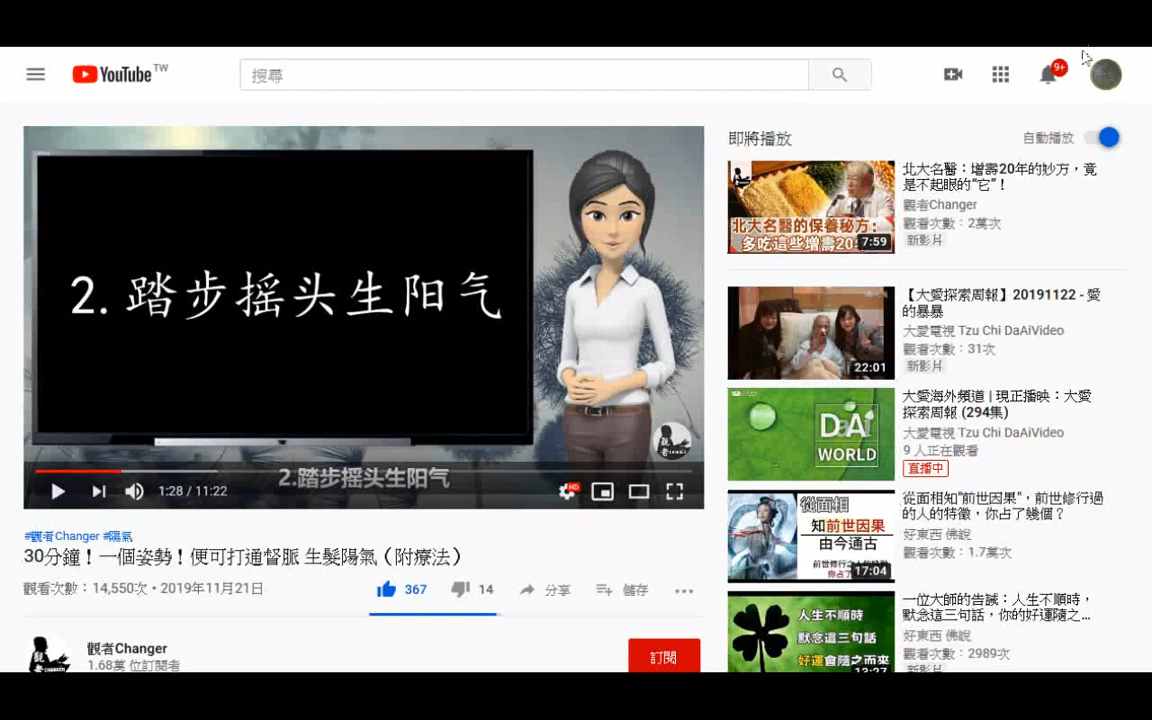 YouTube TW
搜尋
9+
2. 踏步摇头生阳气
2.踏步摇头生阳气
1:28 / 11:22
HD
#觀者Changer #陽氣
30分鐘！一個姿勢！便可打通督脈 生髮陽氣（附療法）
觀看次數：14,550次 • 2019年11月21日
367
14
分享
儲存
觀者Changer
1.68萬 位訂閱者
訂閱
即將播放
自動播放
北大名醫的保養秘方：
多吃這些增壽20
7:59
北大名醫：增壽20年的妙方，竟
是不起眼的“它”！
觀者Changer
觀看次數：2萬次
新影片
22:01
【大愛探索周報】20191122 - 愛
的暴暴
大愛電視 Tzu Chi DaAiVideo
觀看次數：31次
新影片
DaAi
WORLD
大愛海外頻道 | 現正播映：大愛
探索周報 (294集)
大愛電視 Tzu Chi DaAiVideo
9 人正在觀看
直播中
從面相
知前世因果
由今通古
17:04
從面相知"前世因果"，前世修行過
的人的特徵，你占了幾個？
好東西 佛說
觀看次數：1.7萬次
人生不順時
默念這三句話
好運會隨之而來
13:27
一位大師的告誡：人生不順時，
默念這三句話，你的好運隨之...
好東西 佛說
觀看次數：2989次
新影片